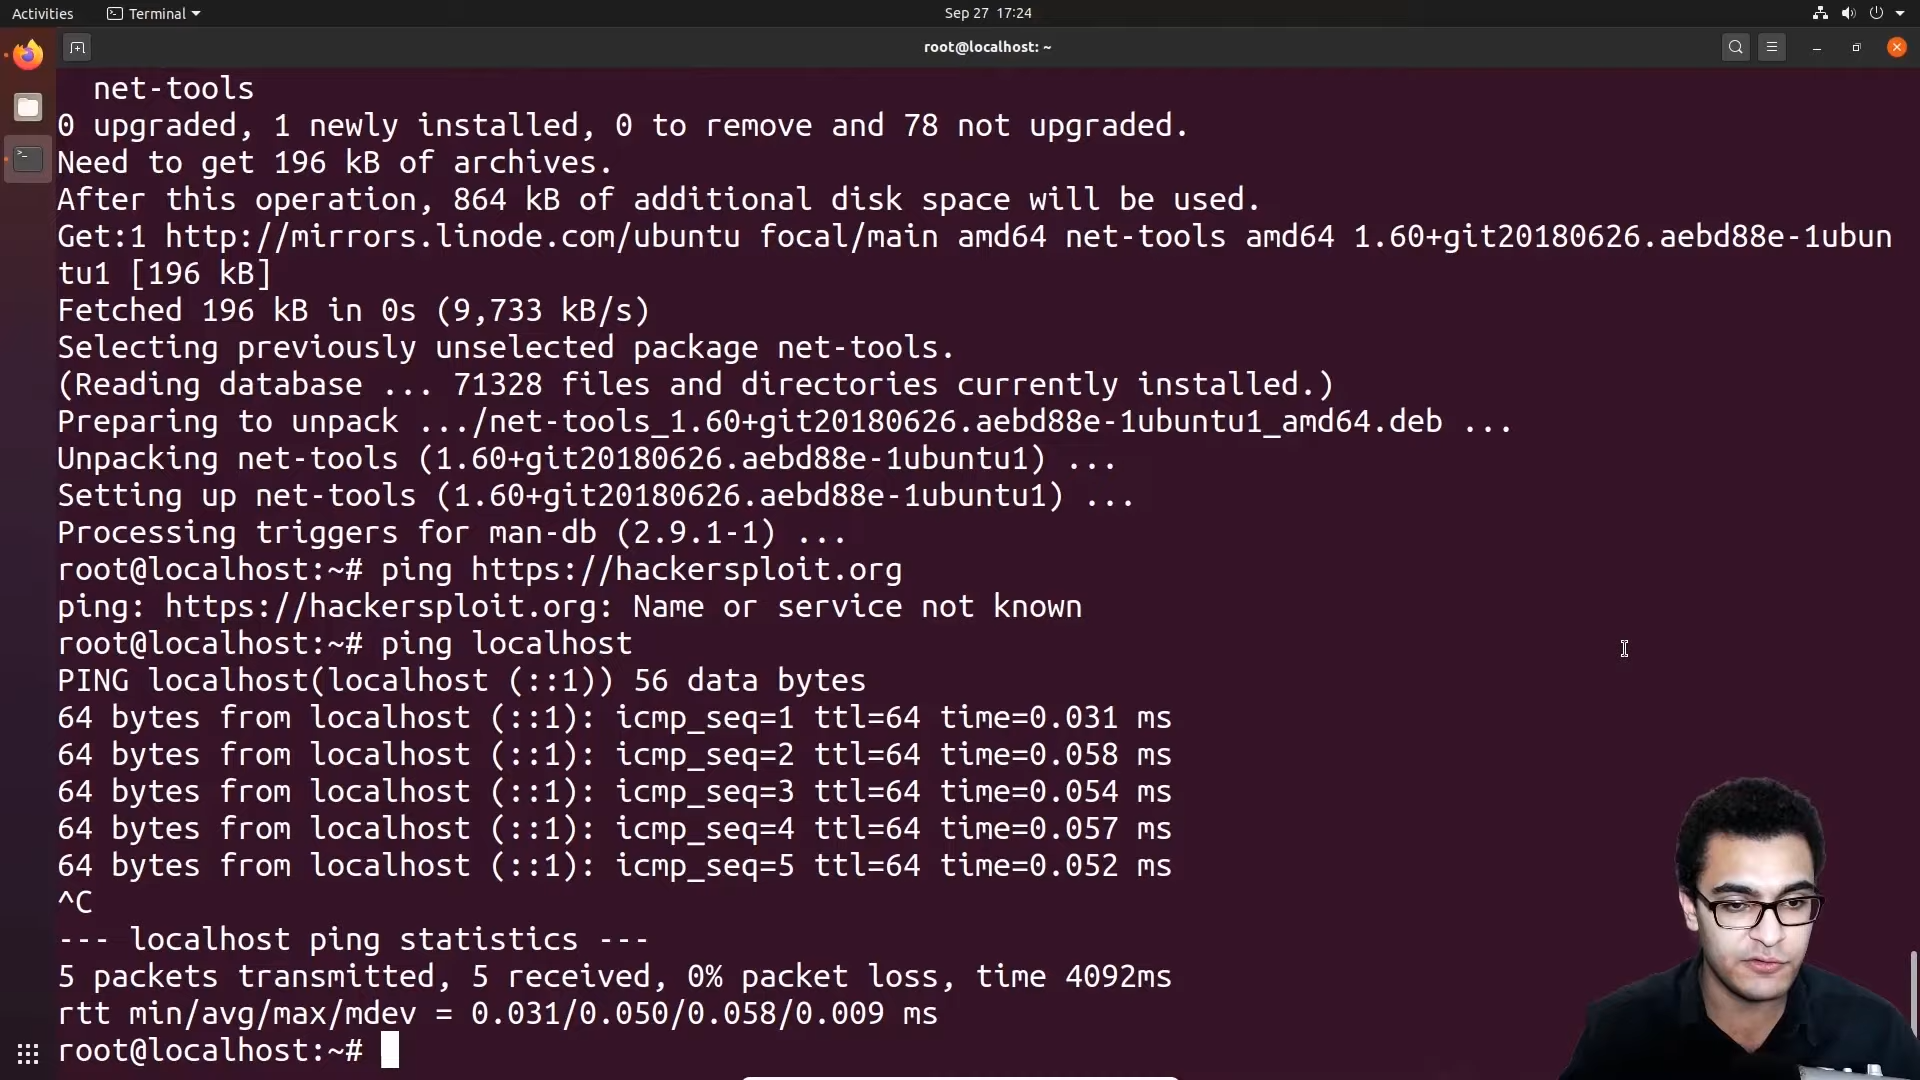 Activities
Terminal
Sep 27 17:24
root@localhost: ~
net-tools
0 upgraded, 1 newly installed, 0 to remove and 78 not upgraded.
Need to get 196 kB of archives.
After this operation, 864 kB of additional disk space will be used.
Get:1 http://mirrors.linode.com/ubuntu focal/main amd64 net-tools amd64 1.60+git20180626.aebd88e-1ubun
tu1 [196 kB]
Fetched 196 kB in 0s (9,733 kB/s)
Selecting previously unselected package net-tools.
(Reading database ... 71328 files and directories currently installed.)
Preparing to unpack .../net-tools_1.60+git20180626.aebd88e-1ubuntu1_amd64.deb ...
Unpacking net-tools (1.60+git20180626.aebd88e-1ubuntu1) ...
Setting up net-tools (1.60+git20180626.aebd88e-1ubuntu1) ...
Processing triggers for man-db (2.9.1-1) ...
root@localhost:~# ping https://hackersploit.org
ping: https://hackersploit.org: Name or service not known
root@localhost:~# ping localhost
PING localhost(localhost (::1)) 56 data bytes
64 bytes from localhost (::1): icmp_seq=1 ttl=64 time=0.031 ms
64 bytes from localhost (::1): icmp_seq=2 ttl=64 time=0.058 ms
64 bytes from localhost (::1): icmp_seq=3 ttl=64 time=0.054 ms
64 bytes from localhost (::1): icmp_seq=4 ttl=64 time=0.057 ms
64 bytes from localhost (::1): icmp_seq=5 ttl=64 time=0.052 ms
^C
--- localhost ping statistics ---
5 packets transmitted, 5 received, 0% packet loss, time 4092ms
rtt min/avg/max/mdev = 0.031/0.050/0.058/0.009 ms
root@localhost:~#